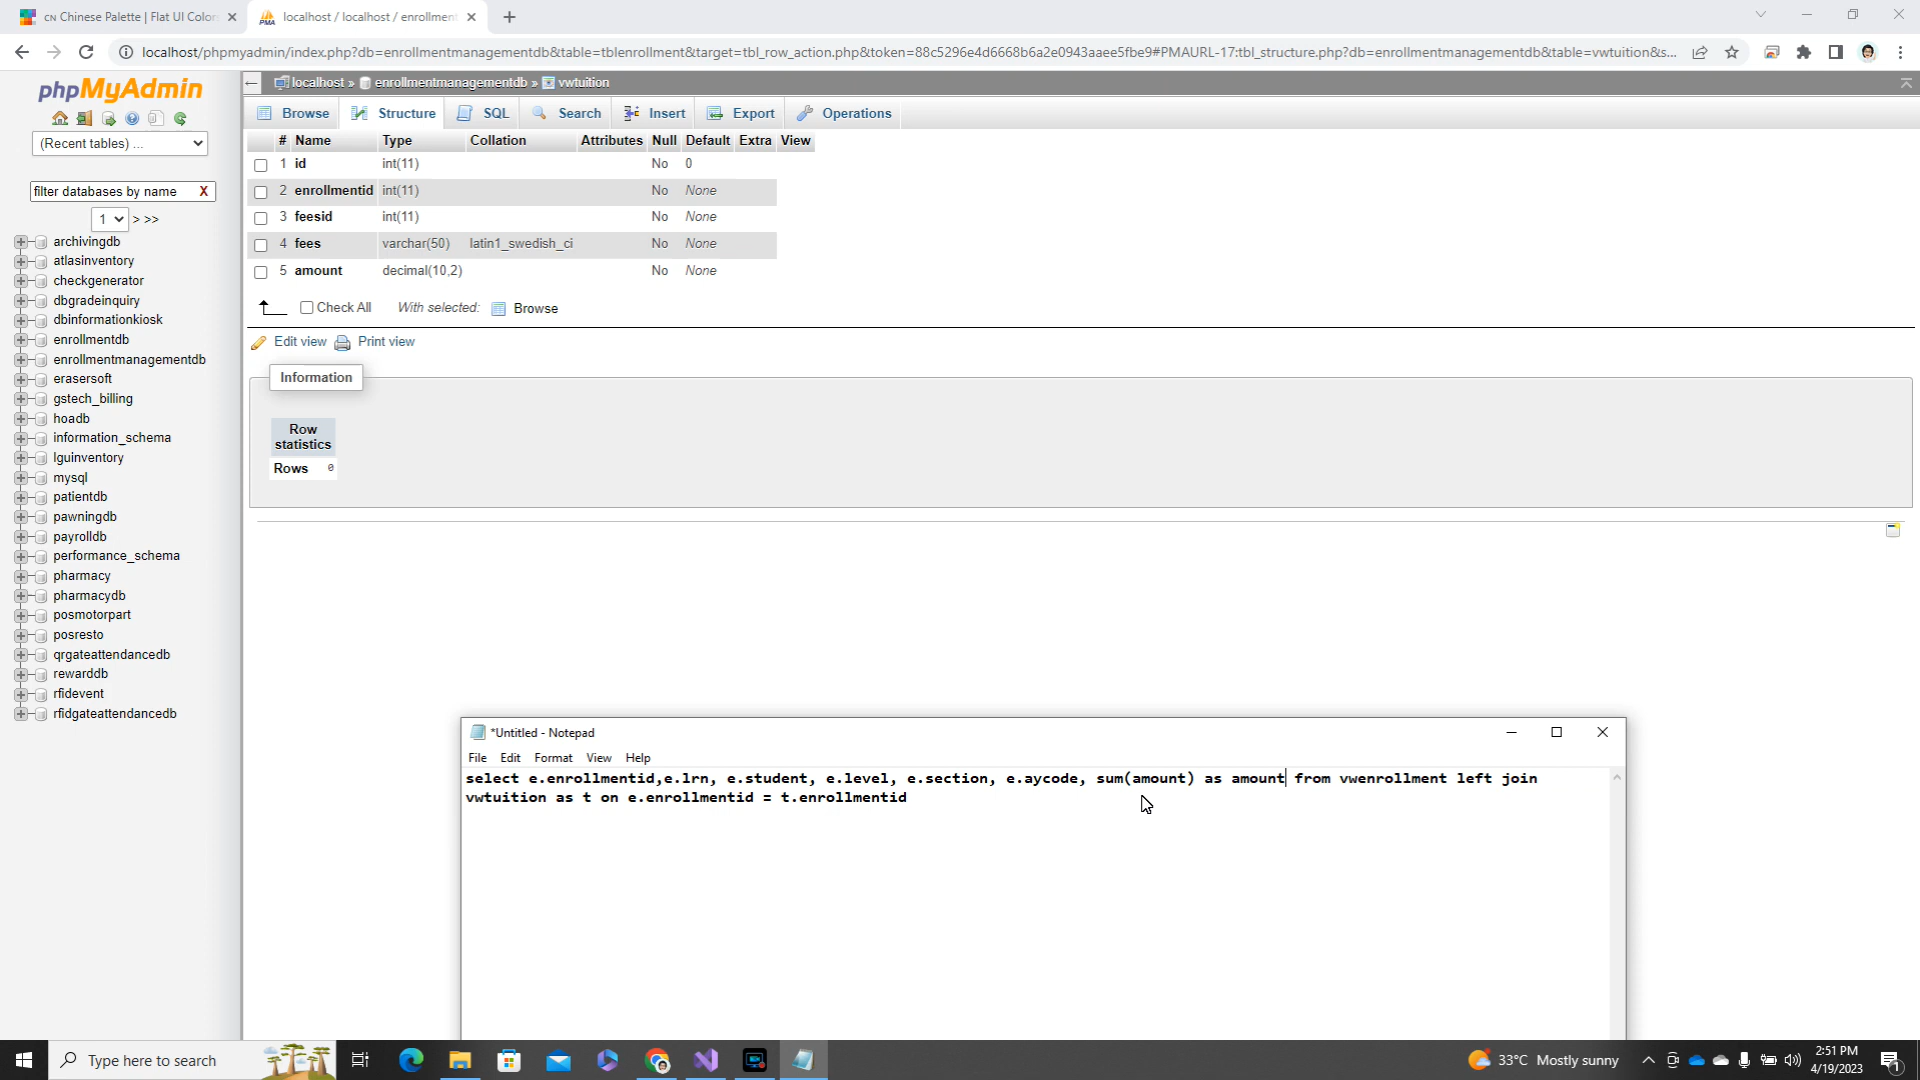 CN Chinese Palette | Flat UI Color
localhost / localhost / enrollment
localhost/phpmyadmin/index.php?db=enrollmentmanagementdb&table=tblenrollment&target=tbl_row_action.php&token=88c5296e4d6668b6a2e0943aaee5fbe9#PMAURL-17:tbl_structure.php?db=enrollmentmanagementdb&table=vwtuition&s...
phpMyAdmin
(Recent tables) ...
filter databases by name X
1 > >>
archivingdb
atlasinventory
checkgenerator
dbgradeinquiry
dbinformationkiosk
enrollmentdb
enrollmentmanagementdb
erasersoft
gstech_billing
hoadb
information_schema
lguinventory
mysql
patientdb
pawningdb
payrolldb
performance_schema
pharmacy
pharmacydb
posmotorpart
posresto
qrgateattendancedb
rewarddb
rfidevent
rfidgateattendancedb
localhost » enrollmentmanagementdb » vwtuition
Browse Structure SQL Search Insert Export Operations
# Name Type Collation Attributes Null Default Extra View
1 id int(11) No 0
2 enrollmentid int(11) No None
3 feesid int(11) No None
4 fees varchar(50) latin1_swedish_ci No None
5 amount decimal(10,2) No None
Check All With selected: Browse
Edit view Print view
Information
Row
statistics
Rows 0
*Untitled - Notepad
File Edit Format View Help
select e.enrollmentid,e.lrn, e.student, e.level, e.section, e.aycode, sum(amount) as amount from vwenrollment left join
vwtuition as t on e.enrollmentid = t.enrollmentid
Type here to search
33°C Mostly sunny
2:51 PM
4/19/2023
1